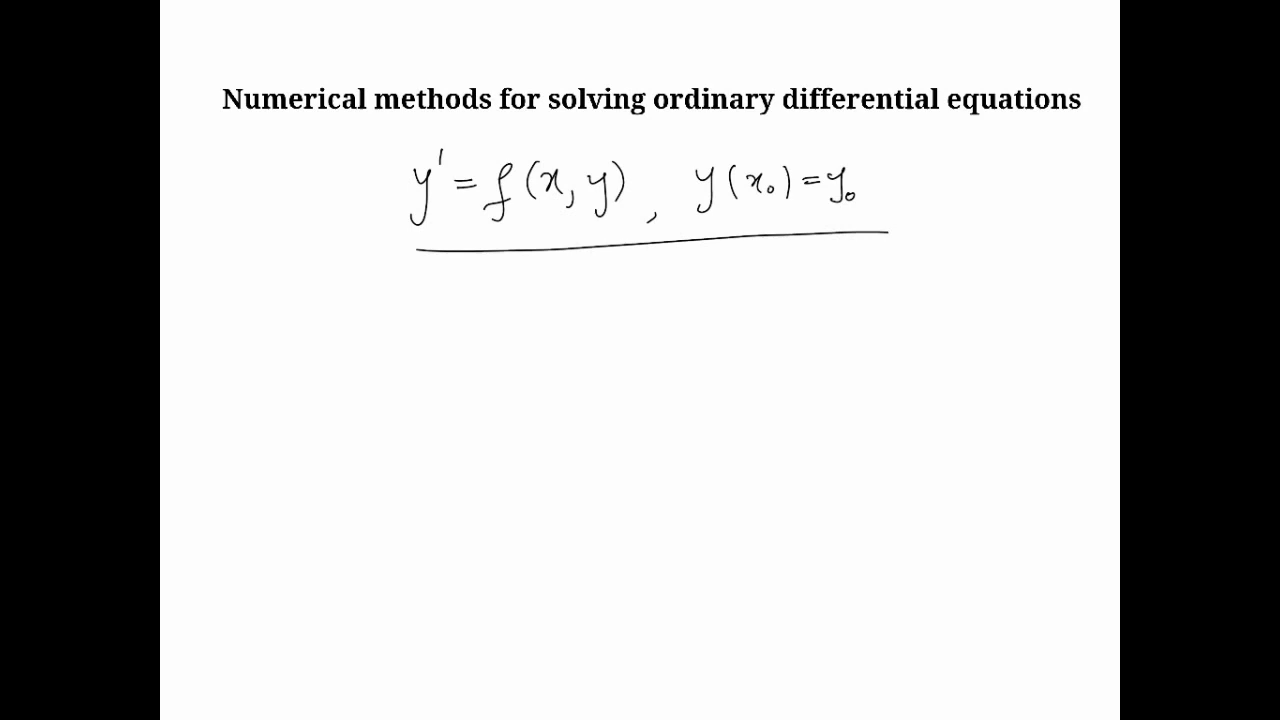 Numerical methods for solving ordinary differential equations
y' = f(x, y), y(x₀) = y₀